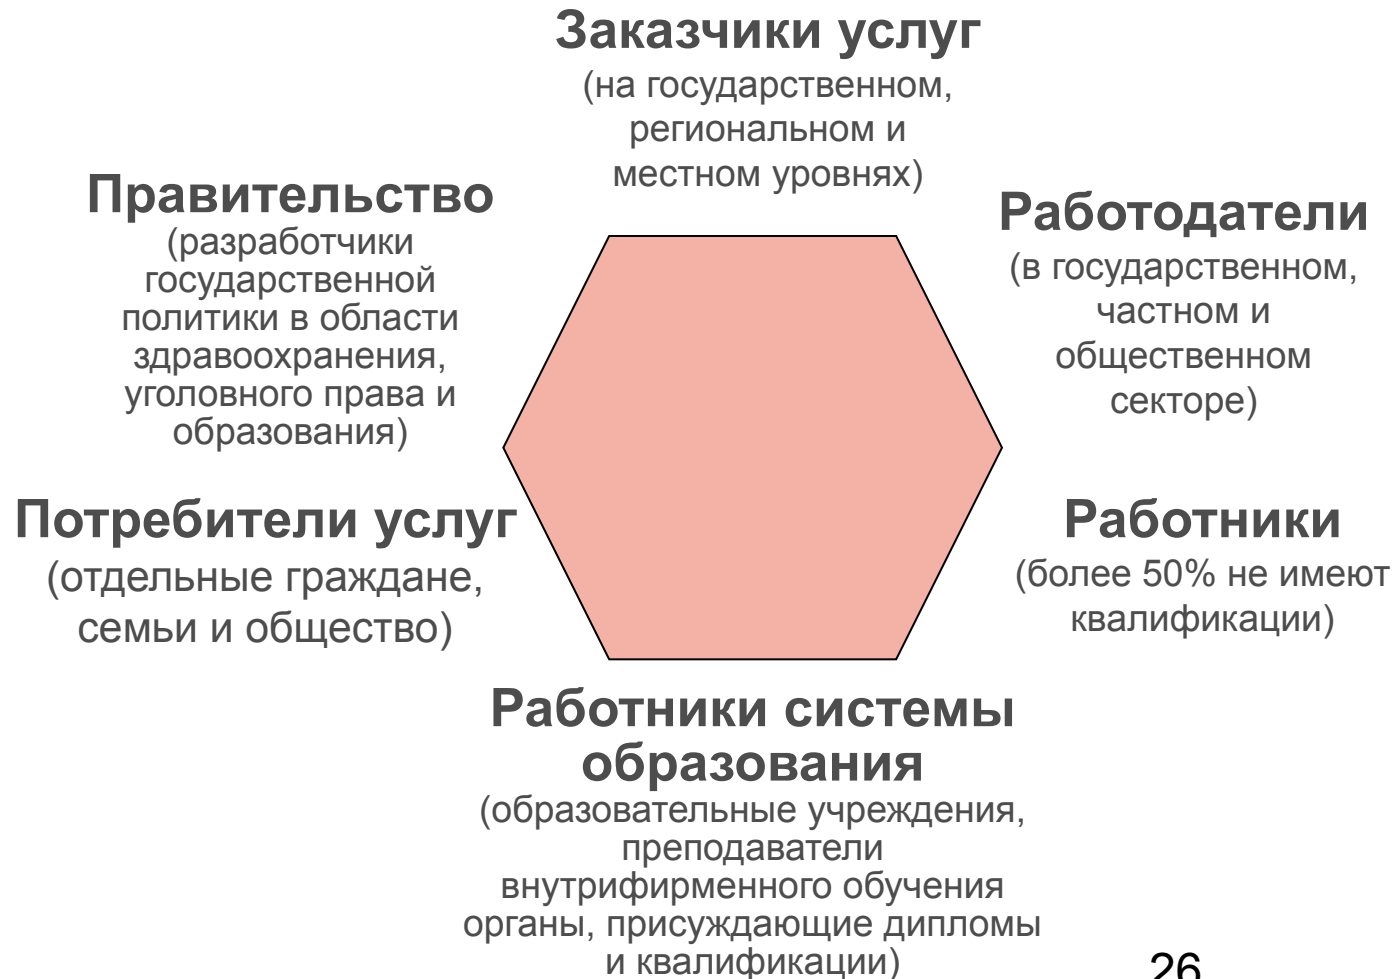 Заказчики услуг
(на государственном,
региональном и
местном уровнях)
Правительство
(разработчики
государственной
политики в области
здравоохранения,
уголовного права и
образования)
Работодатели
(в государственном,
частном и
общественном
секторе)
Потребители услуг
(отдельные граждане,
семьи и общество)
Работники
(более 50% не имеют
квалификации)
Работники системы
образования
(образовательные учреждения,
преподаватели
внутрифирменного обучения
органы, присуждающие дипломы
и квалификации)
26